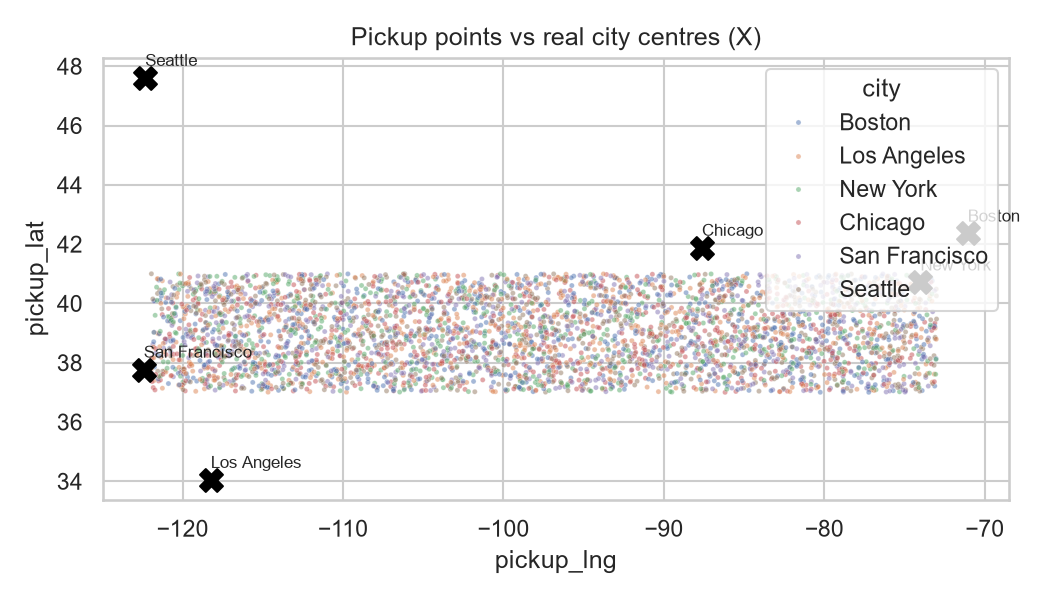 Pickup points vs real city centres (X)
48
46
44
42
40
38
36
34
pickup_lat
Seattle
Chicago
Boston
New York
San Francisco
Los Angeles
city
Boston
Los Angeles
New York
Chicago
San Francisco
Seattle
−120
−110
−100
−90
−80
−70
pickup_lng